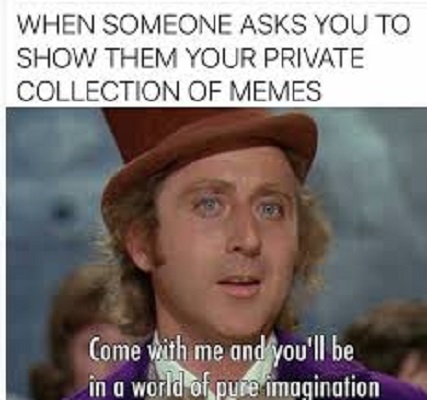 WHEN SOMEONE ASKS YOU TO
SHOW THEM YOUR PRIVATE
COLLECTION OF MEMES
Come with me and you'll be
in a world of pure imagination